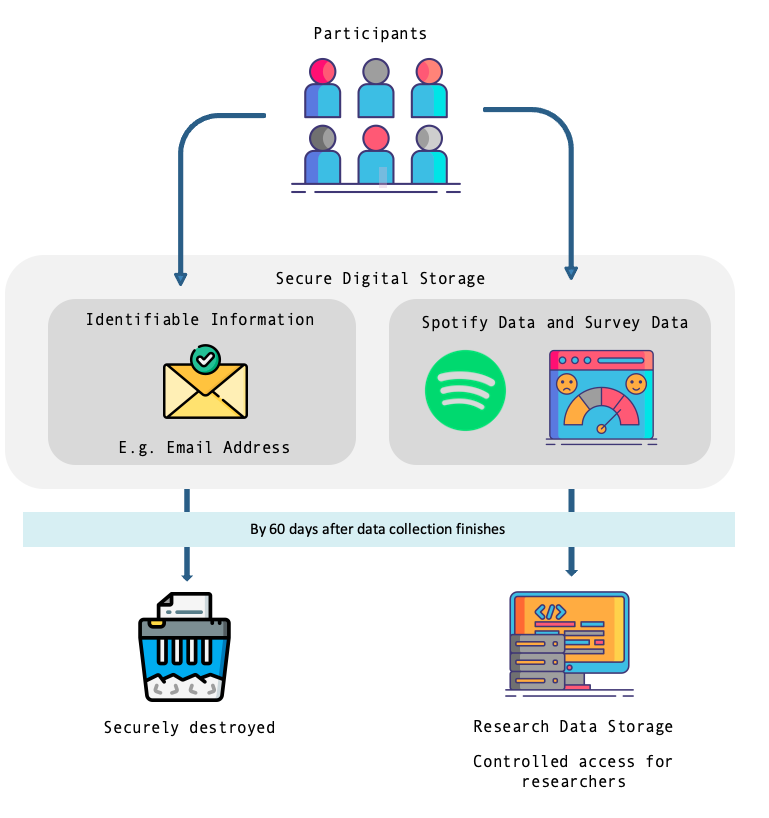 Participants
Secure Digital Storage
Identifiable Information
E.g. Email Address
Spotify Data and Survey Data
By 60 days after data collection finishes
Securely destroyed
</>
Research Data Storage
Controlled access for
researchers